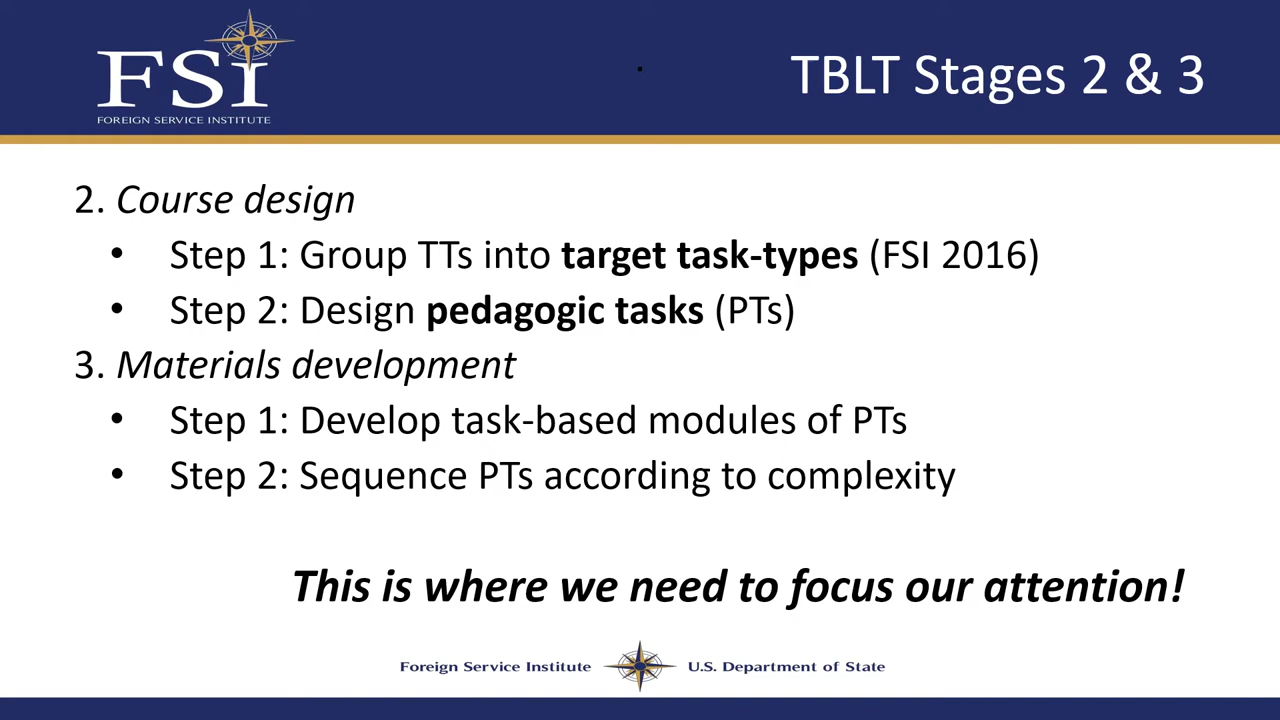 FSI
FOREIGN SERVICE INSTITUTE
TBLT Stages 2 & 3
2. Course design
• Step 1: Group TTs into target task-types (FSI 2016)
• Step 2: Design pedagogic tasks (PTs)
3. Materials development
• Step 1: Develop task-based modules of PTs
• Step 2: Sequence PTs according to complexity
This is where we need to focus our attention!
Foreign Service Institute U.S. Department of State